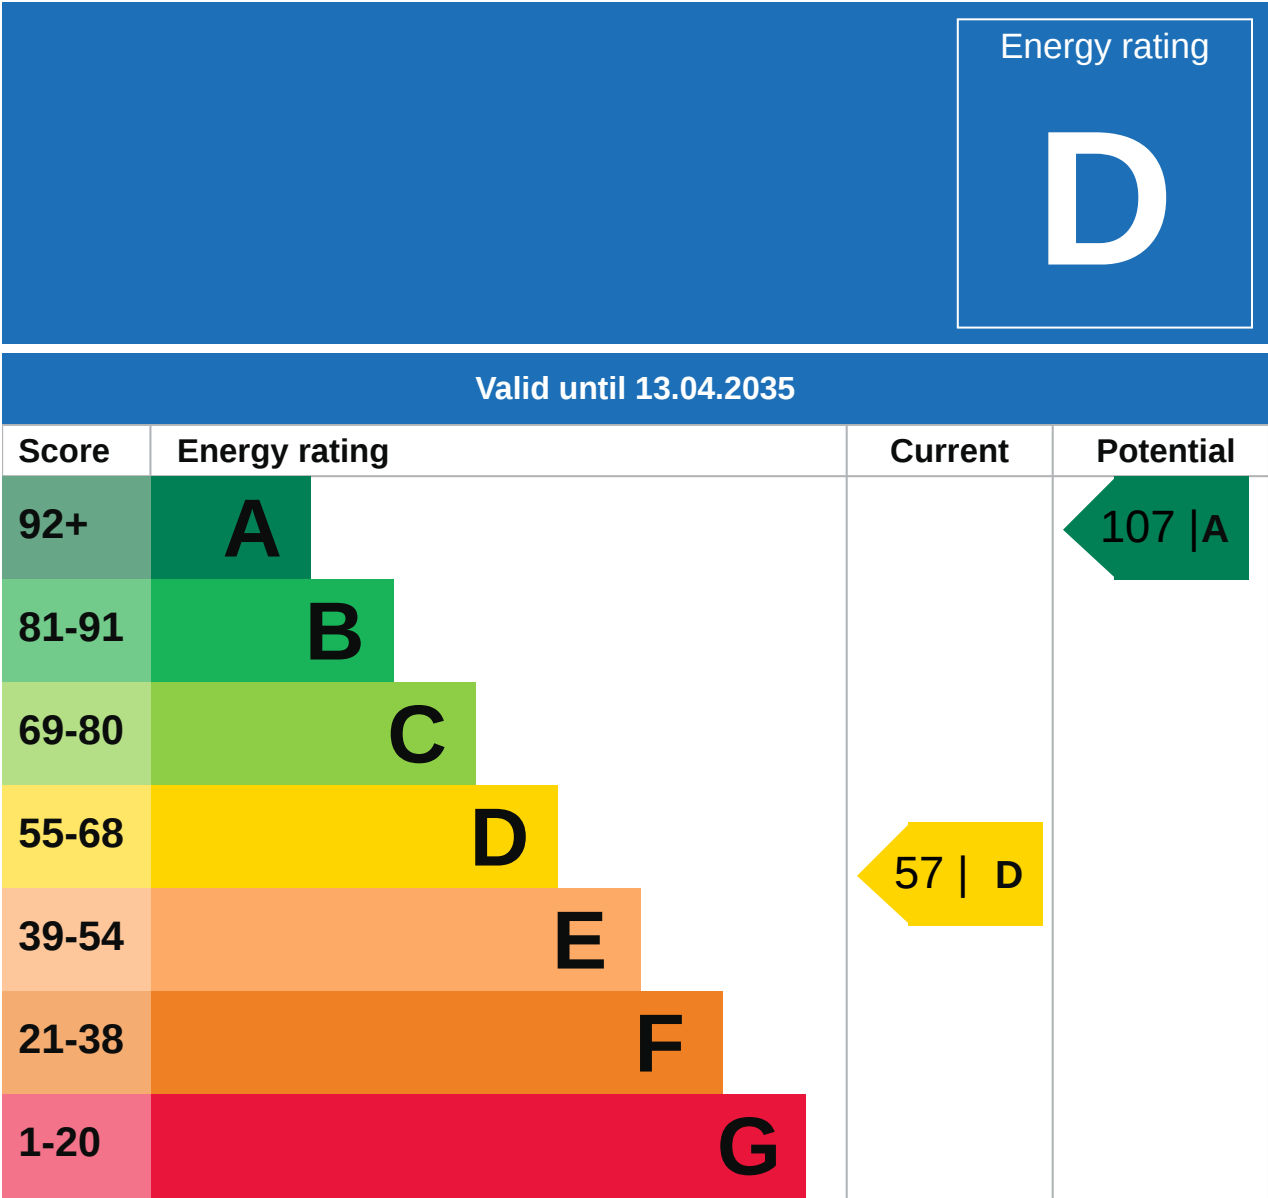 Energy rating
D
Valid until 13.04.2035
Score Energy rating Current Potential
92+ A 107 |A
81-91 B
69-80 C
55-68 D 57 | D
39-54 E
21-38 F
1-20 G